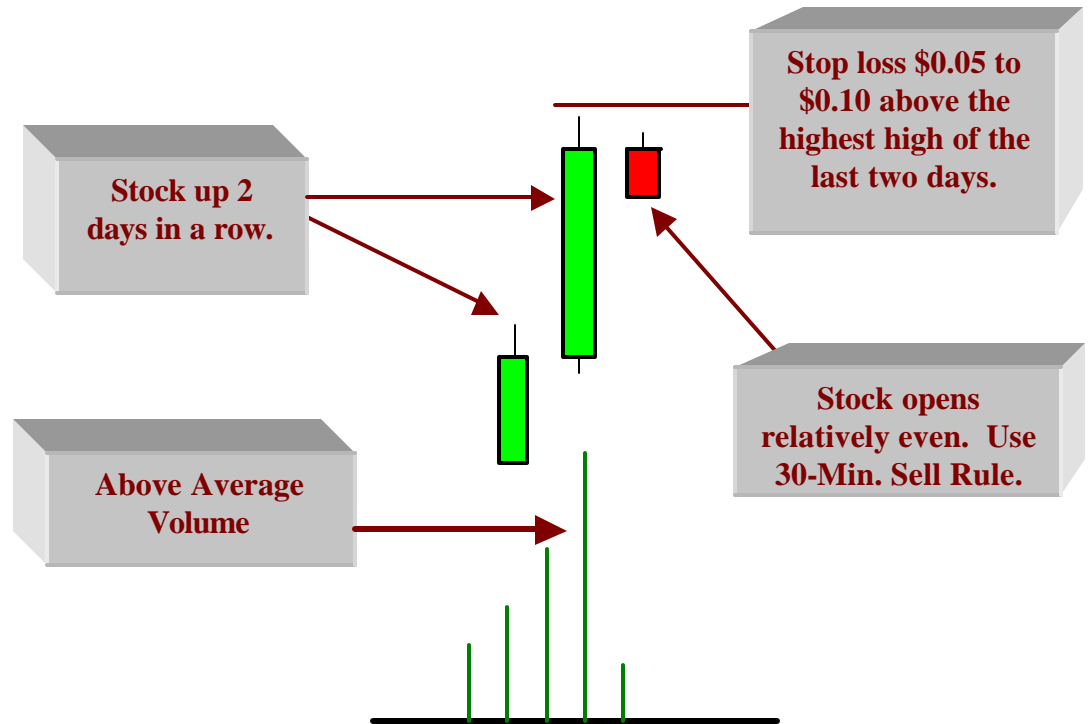 Stop loss $0.05 to
$0.10 above the
highest high of the
last two days.
Stock up 2
days in a row.
Stock opens
relatively even.  Use
30-Min. Sell Rule.
Above Average
Volume